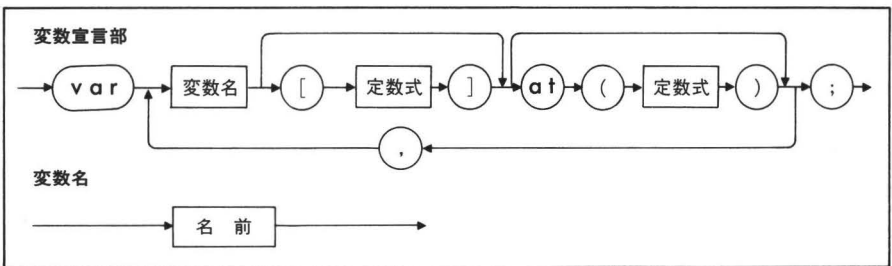 変数宣言部
var 変数名 [ 定数式 ] at ( 定数式 ) ;
,
変数名
名 前